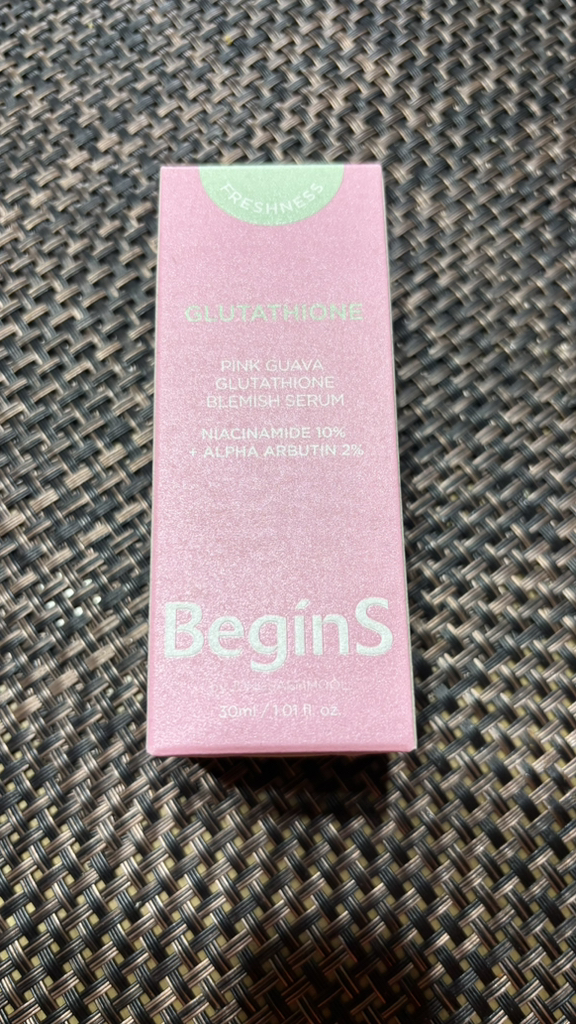 FRESHNESS
GLUTATHIONE
PINK GUAVA
GLUTATHIONE
BLEMISH SERUM
NIACINAMIDE 10%
+ ALPHA ARBUTIN 2%
BeginS
30ml / 1.01 fl. oz.